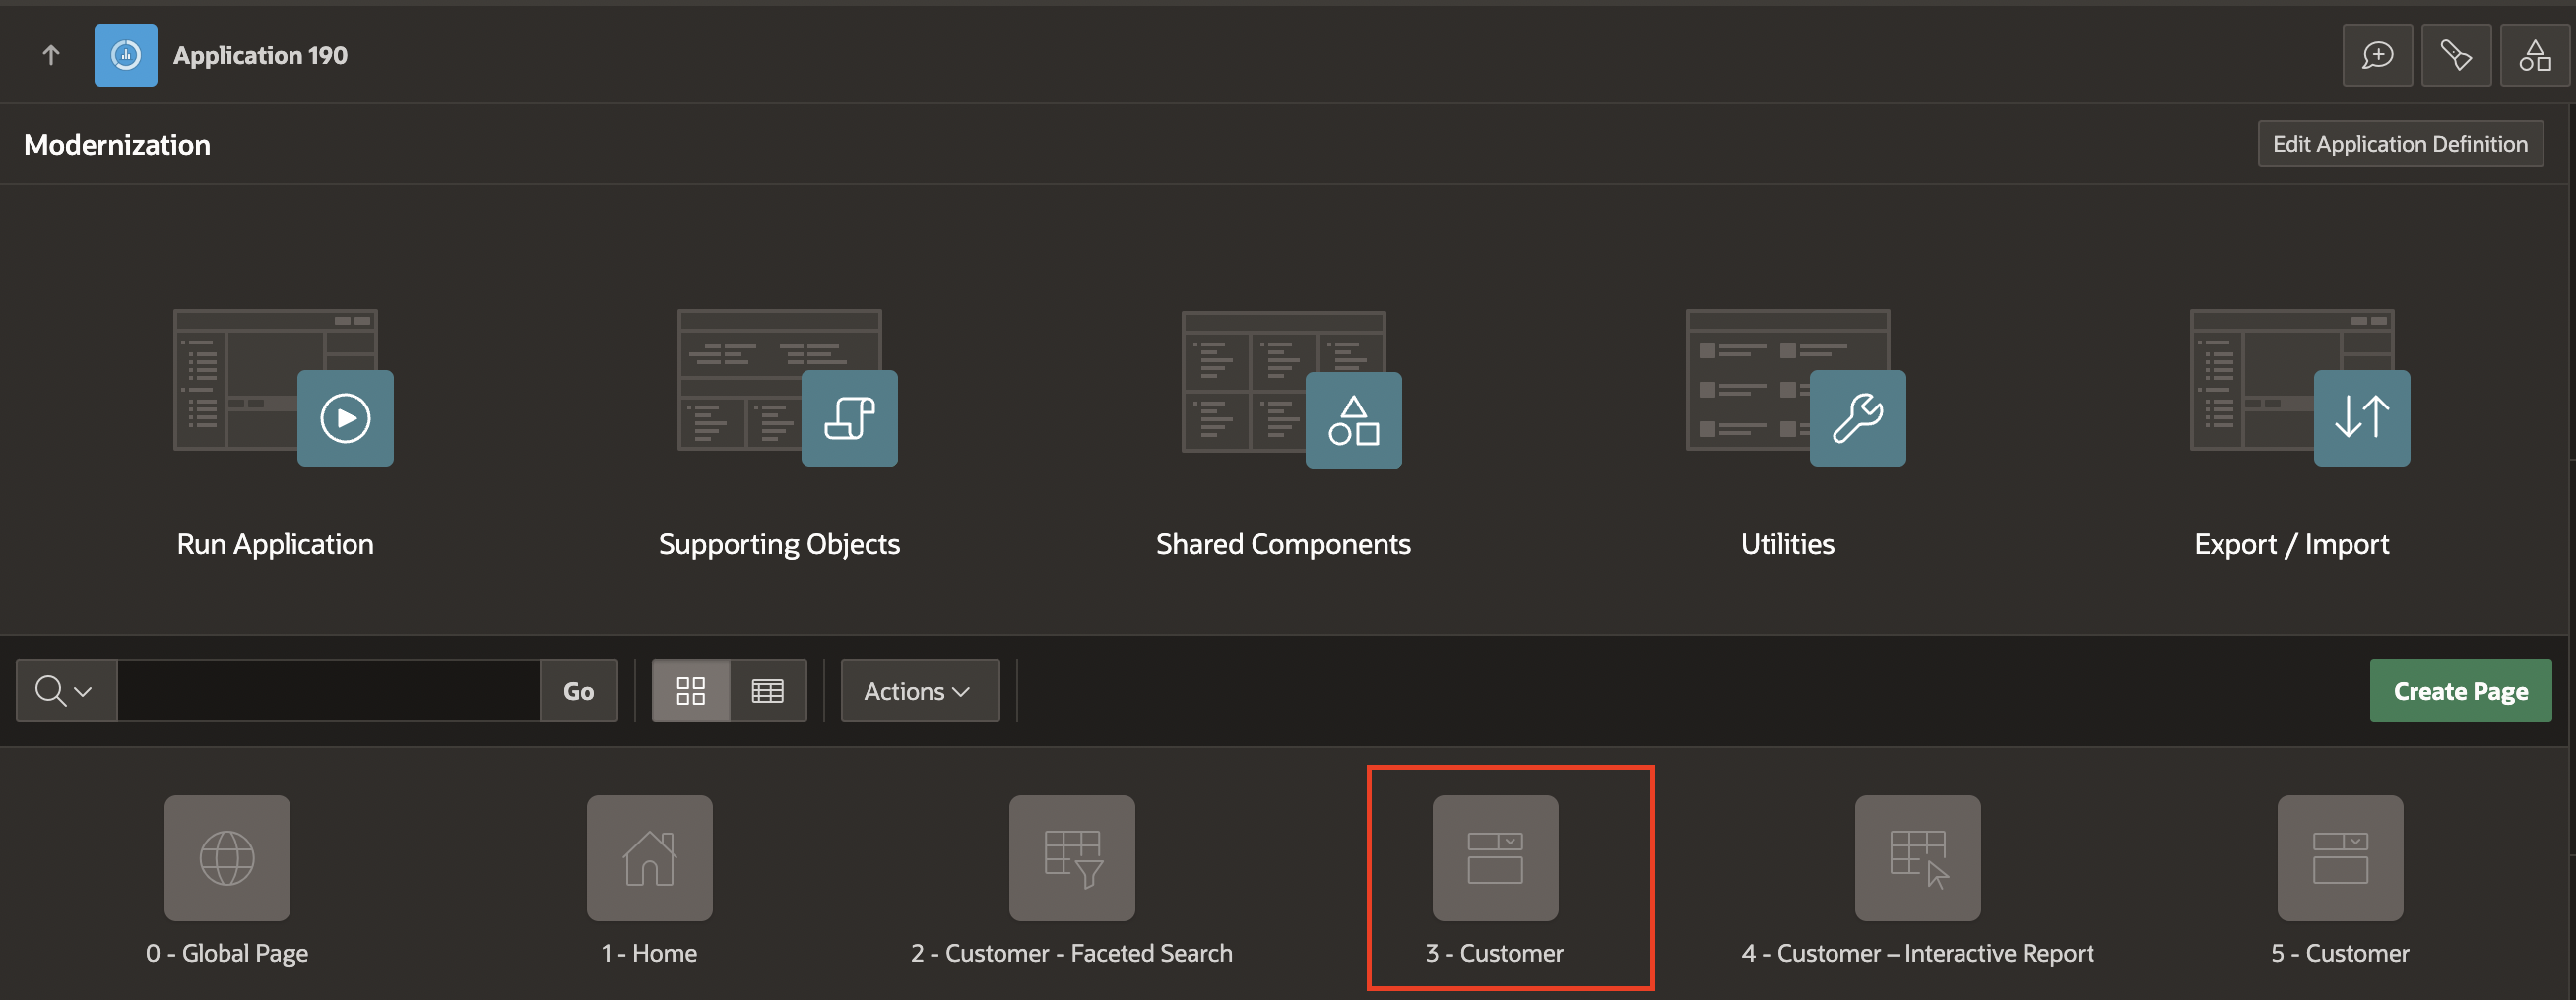 Application 190
Modernization
Edit Application Definition
Run Application
Supporting Objects
Shared Components
Utilities
Export / Import
Go
Actions
Create Page
0 - Global Page
1 - Home
2 - Customer - Faceted Search
3 - Customer
4 - Customer – Interactive Report
5 - Customer